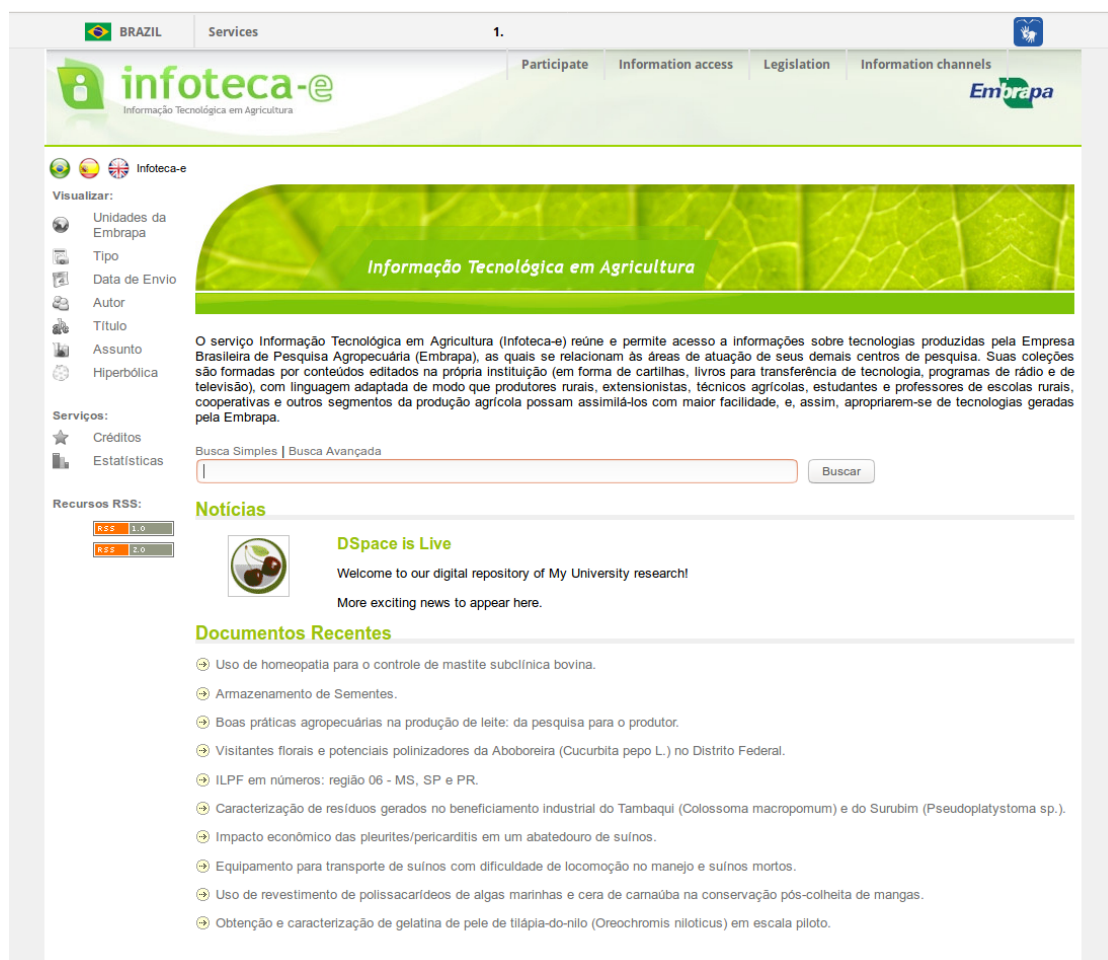 BRAZIL Services 1.
Participate Information access Legislation Information channels
infoteca-e
Informação Tecnológica em Agricultura
Embrapa
Infoteca-e
Visualizar:
Unidades da
Embrapa
Tipo
Data de Envio
Autor
Título
Assunto
Hiperbólica
Serviços:
Créditos
Estatísticas
Recursos RSS:
RSS 1.0
RSS 2.0
Informação Tecnológica em Agricultura
O serviço Informação Tecnológica em Agricultura (Infoteca-e) reúne e permite acesso a informações sobre tecnologias produzidas pela Empresa
Brasileira de Pesquisa Agropecuária (Embrapa), as quais se relacionam às áreas de atuação de seus demais centros de pesquisa. Suas coleções
são formadas por conteúdos editados na própria instituição (em forma de cartilhas, livros para transferência de tecnologia, programas de rádio e de
televisão), com linguagem adaptada de modo que produtores rurais, extensionistas, técnicos agrícolas, estudantes e professores de escolas rurais,
cooperativas e outros segmentos da produção agrícola possam assimilá-los com maior facilidade, e, assim, apropriarem-se de tecnologias geradas
pela Embrapa.
Busca Simples | Busca Avançada
Buscar
Notícias
DSpace is Live
Welcome to our digital repository of My University research!
More exciting news to appear here.
Documentos Recentes
Uso de homeopatia para o controle de mastite subclínica bovina.
Armazenamento de Sementes.
Boas práticas agropecuárias na produção de leite: da pesquisa para o produtor.
Visitantes florais e potenciais polinizadores da Aboboreira (Cucurbita pepo L.) no Distrito Federal.
ILPF em números: região 06 - MS, SP e PR.
Caracterização de resíduos gerados no beneficiamento industrial do Tambaqui (Colossoma macropomum) e do Surubim (Pseudoplatystoma sp.).
Impacto econômico das pleurites/pericarditis em um abatedouro de suínos.
Equipamento para transporte de suínos com dificuldade de locomoção no manejo e suínos mortos.
Uso de revestimento de polissacarídeos de algas marinhas e cera de carnaúba na conservação pós-colheita de mangas.
Obtenção e caracterização de gelatina de pele de tilápia-do-nilo (Oreochromis niloticus) em escala piloto.